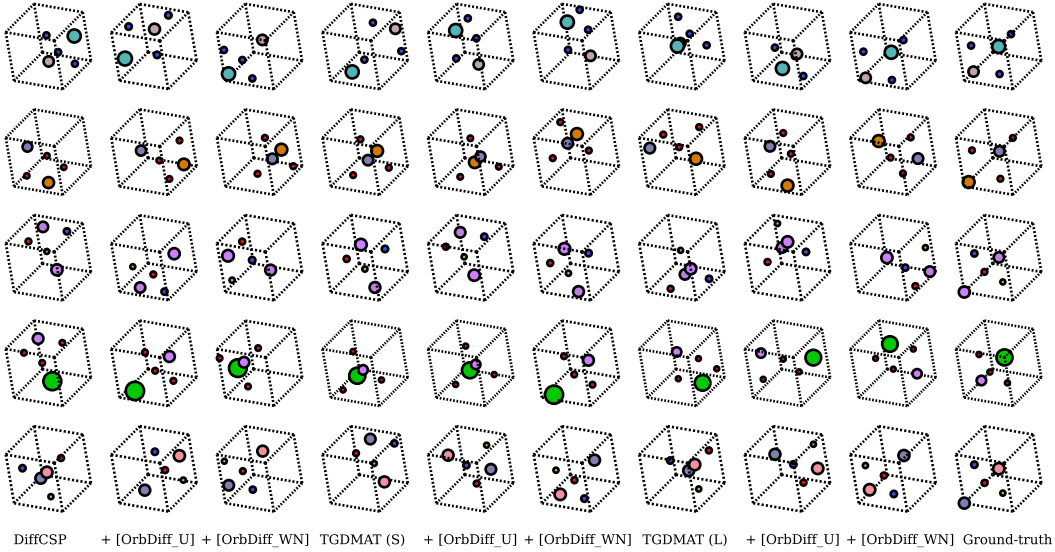 DiffCSP + [OrbDiff_U] + [OrbDiff_WN] TGDMAT (S) + [OrbDiff_U] + [OrbDiff_WN] TGDMAT (L) + [OrbDiff_U] + [OrbDiff_WN] Ground-truth